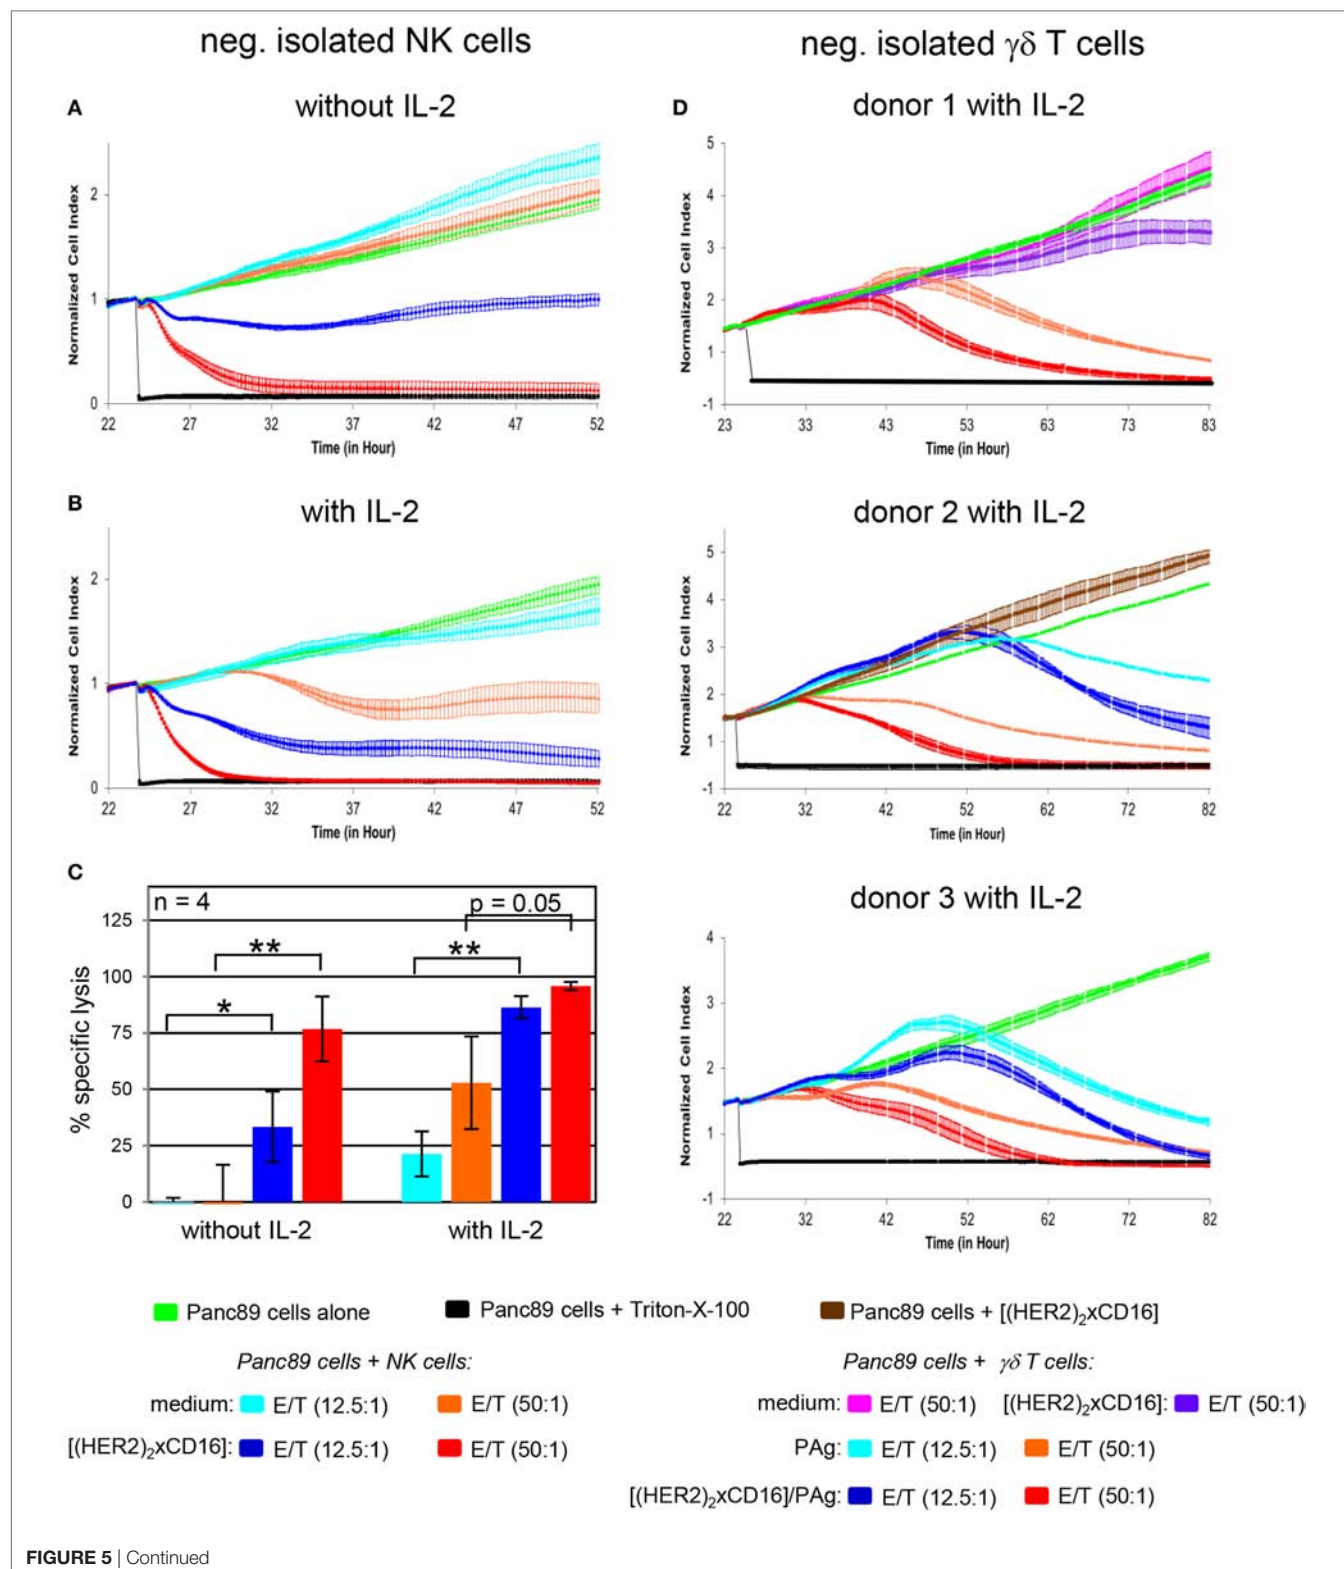 neg. isolated NK cells
neg. isolated γδ T cells
A
without IL-2
Normalized Cell Index
2
1
0
22 27 32 37 42 47 52
Time (in Hour)
B
with IL-2
Normalized Cell Index
2
1
0
22 27 32 37 42 47 52
Time (in Hour)
C
n = 4
p = 0.05
** 
**
*
% specific lysis
125
100
75
50
25
0
without IL-2
with IL-2
D
donor 1 with IL-2
Normalized Cell Index
5
4
3
2
1
-1
23 33 43 53 63 73 83
Time (in Hour)
donor 2 with IL-2
Normalized Cell Index
5
4
3
2
1
-1
22 32 42 52 62 72 82
Time (in Hour)
donor 3 with IL-2
Normalized Cell Index
4
3
2
1
-1
22 32 42 52 62 72 82
Time (in Hour)
Panc89 cells alone
Panc89 cells + Triton-X-100
Panc89 cells + [(HER2)₂xCD16]
Panc89 cells + NK cells:
medium: E/T (12.5:1) E/T (50:1)
[(HER2)₂xCD16]: E/T (12.5:1) E/T (50:1)
Panc89 cells + γδ T cells:
medium: E/T (50:1) [(HER2)₂xCD16]: E/T (50:1)
PAg: E/T (12.5:1) E/T (50:1)
[(HER2)₂xCD16]/PAg: E/T (12.5:1) E/T (50:1)
FIGURE 5 | Continued